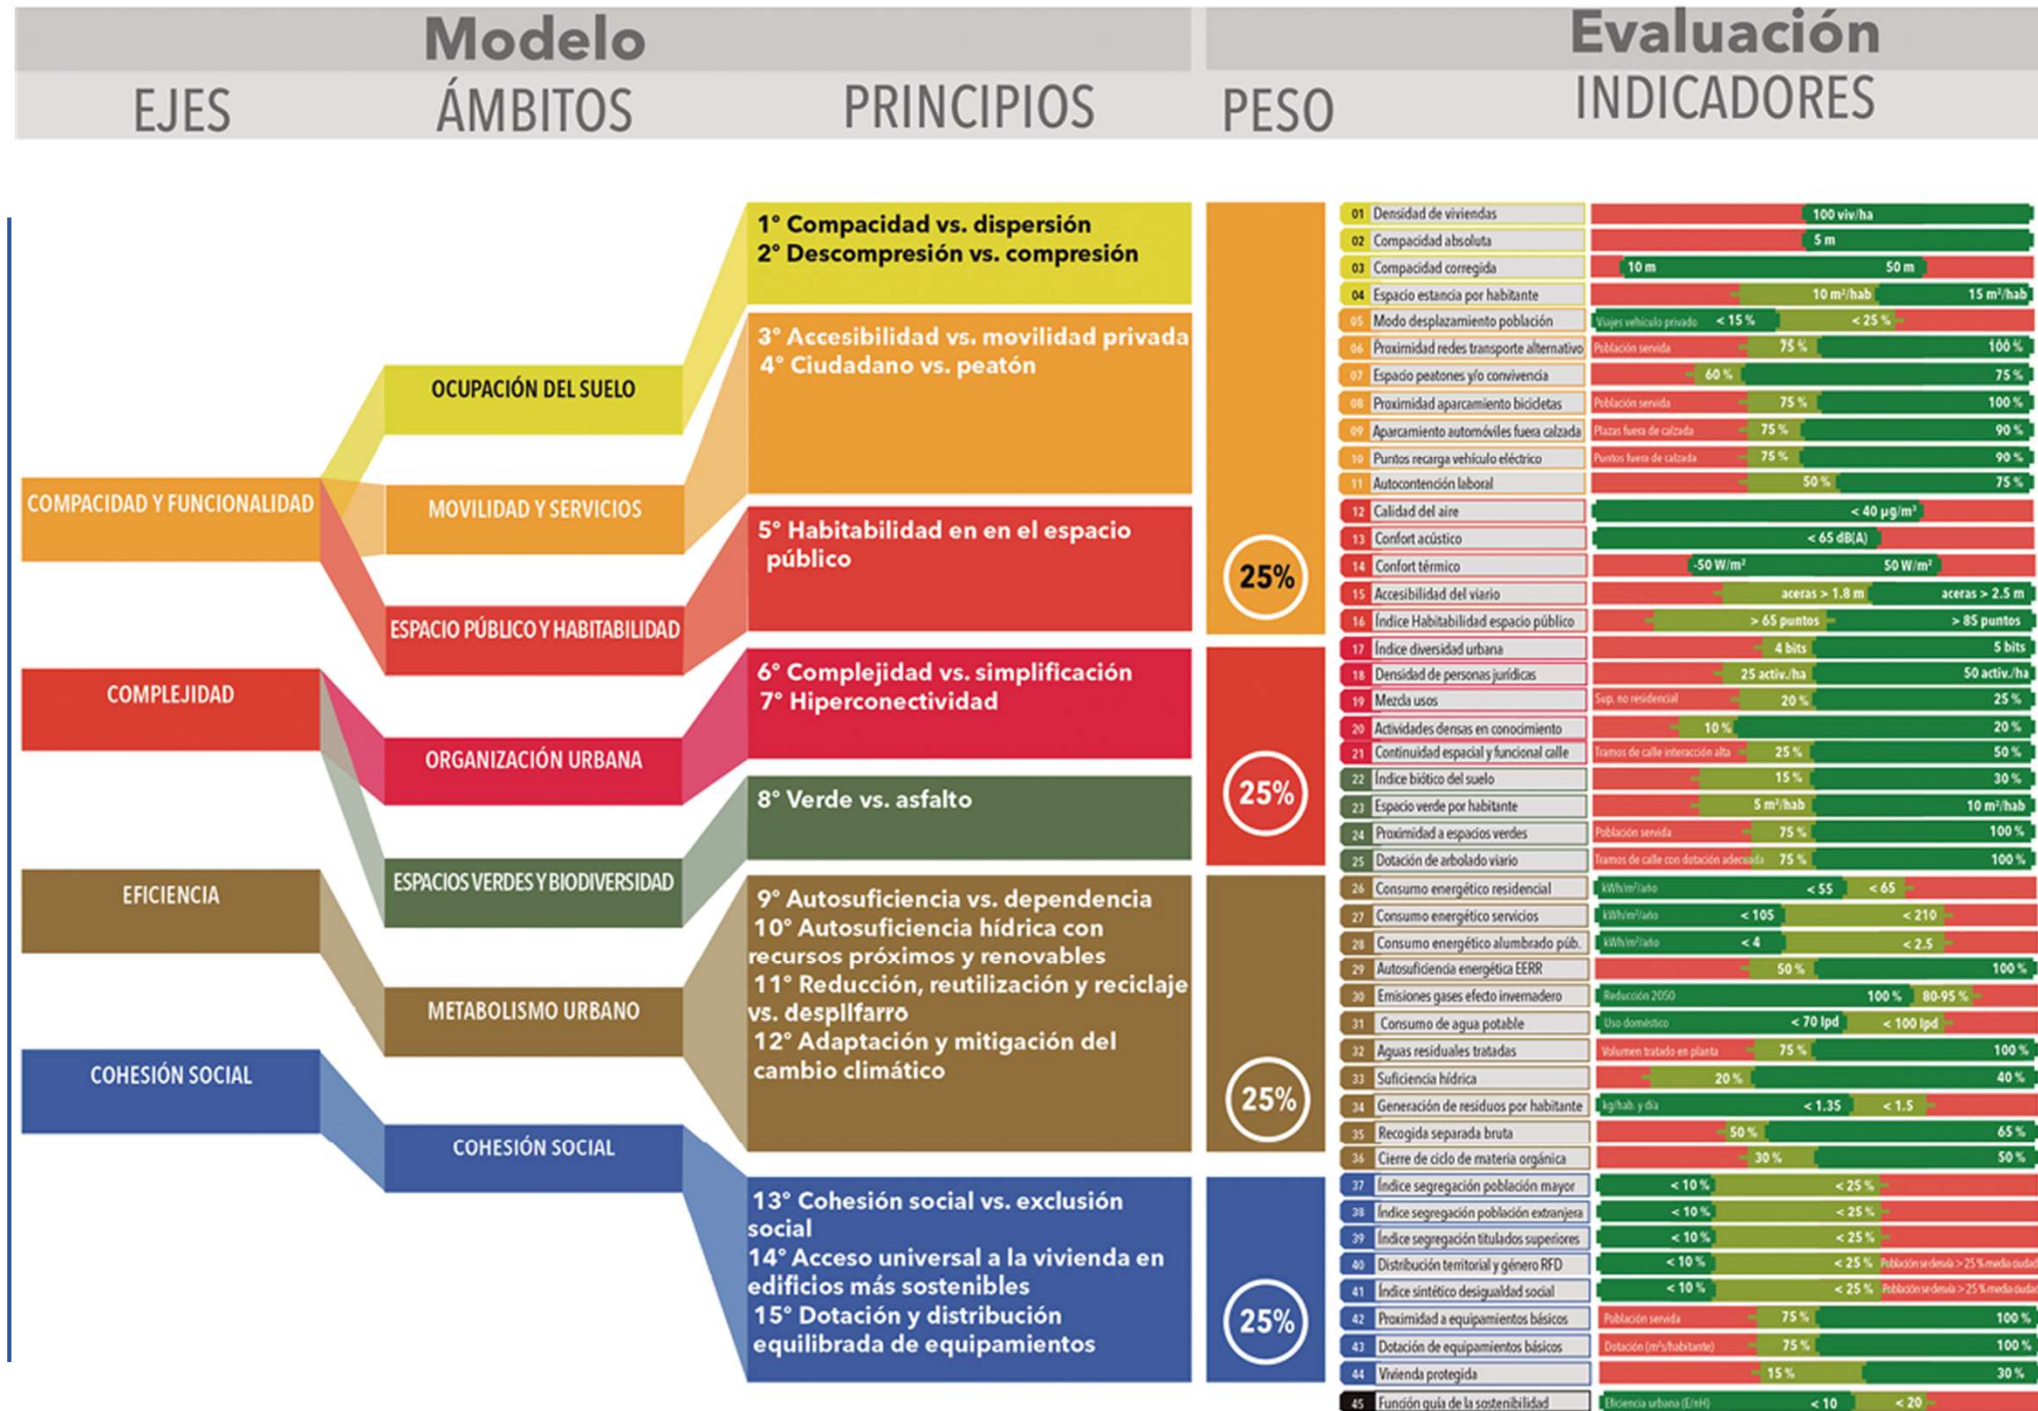 Modelo
Evaluación
EJES
ÁMBITOS
PRINCIPIOS
PESO
INDICADORES
COMPACIDAD Y FUNCIONALIDAD
COMPLEJIDAD
EFICIENCIA
COHESIÓN SOCIAL
OCUPACIÓN DEL SUELO
MOVILIDAD Y SERVICIOS
ESPACIO PÚBLICO Y HABITABILIDAD
ORGANIZACIÓN URBANA
ESPACIOS VERDES Y BIODIVERSIDAD
METABOLISMO URBANO
COHESIÓN SOCIAL
1° Compacidad vs. dispersión
2° Descompresión vs. compresión
3° Accesibilidad vs. movilidad privada
4° Ciudadano vs. peatón
5° Habitabilidad en en el espacio
público
6° Complejidad vs. simplificación
7° Hiperconectividad
8° Verde vs. asfalto
9° Autosuficiencia vs. dependencia
10° Autosuficiencia hídrica con
recursos próximos y renovables
11° Reducción, reutilización y reciclaje
vs. despilfarro
12° Adaptación y mitigación del
cambio climático
13° Cohesión social vs. exclusión
social
14° Acceso universal a la vivienda en
edificios más sostenibles
15° Dotación y distribución
equilibrada de equipamientos
25%
25%
25%
25%
01 Densidad de viviendas 100 viv/ha
02 Compacidad absoluta 5 m
03 Compacidad corregida 10 m 50 m
04 Espacio estancia por habitante 10 m²/hab 15 m²/hab
05 Modo desplazamiento población Viajes vehículo privado < 15 % < 25 %
06 Proximidad redes transporte alternativo Población servida 75 % 100 %
07 Espacio peatones y/o convivencia 60 % 75 %
08 Proximidad aparcamiento bicicletas Población servida 75 % 100 %
09 Aparcamiento automóviles fuera calzada Plazas fuera de calzada 75 % 90 %
10 Puntos recarga vehículo eléctrico Puntos fuera de calzada 75 % 90 %
11 Autocontención laboral 50 % 75 %
12 Calidad del aire < 40 µg/m³
13 Confort acústico < 65 dB(A)
14 Confort térmico -50 W/m² 50 W/m²
15 Accesibilidad del viario aceras > 1.8 m aceras > 2.5 m
16 Índice Habitabilidad espacio público > 65 puntos > 85 puntos
17 Índice diversidad urbana 4 bits 5 bits
18 Densidad de personas jurídicas 25 activ./ha 50 activ./ha
19 Mezcla usos Sup. no residencial 20 % 25 %
20 Actividades densas en conocimiento 10 % 20 %
21 Continuidad espacial y funcional calle Tramos de calle interacción alta 25 % 50 %
22 Índice biótico del suelo 15 % 30 %
23 Espacio verde por habitante 5 m²/hab 10 m²/hab
24 Proximidad a espacios verdes Población servida 75 % 100 %
25 Dotación de arbolado viario Tramos de calle con dotación adecuada 75 % 100 %
26 Consumo energético residencial kWh/m²/año < 55 < 65
27 Consumo energético servicios kWh/m²/año < 105 < 210
28 Consumo energético alumbrado púb. kWh/m²/año < 4 < 2.5
29 Autosuficiencia energética EERR 50 % 100 %
30 Emisiones gases efecto invernadero Reducción 2050 100 % 80-95 %
31 Consumo de agua potable Uso doméstico < 70 lpd < 100 lpd
32 Aguas residuales tratadas Volumen tratado en planta 75 % 100 %
33 Suficiencia hídrica 20 % 40 %
34 Generación de residuos por habitante kg/hab. y día < 1.35 < 1.5
35 Recogida separada bruta 50 % 65 %
36 Cierre de ciclo de materia orgánica 30 % 50 %
37 Índice segregación población mayor < 10 % < 25 %
38 Índice segregación población extranjera < 10 % < 25 %
39 Índice segregación titulados superiores < 10 % < 25 %
40 Distribución territorial y género RFD < 10 % < 25 % Población se desvía > 25 % media ciudad
41 Índice sintético desigualdad social < 10 % < 25 % Población se desvía > 25 % media ciudad
42 Proximidad a equipamientos básicos Población servida 75 % 100 %
43 Dotación de equipamientos básicos Dotación (m²s/habitante) 75 % 100 %
44 Vivienda protegida 15 % 30 %
45 Función guía de la sostenibilidad Eficiencia urbana (E/nH) < 10 < 20